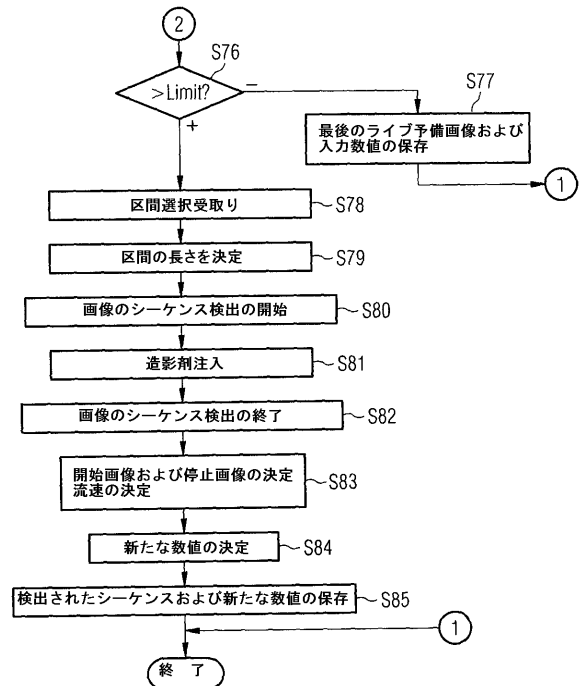 2
S76
>Limit?
−
+
S77
最後のライブ予備画像および
入力数値の保存
1
区間選択受取り
S78
区間の長さを決定
S79
画像のシーケンス検出の開始
S80
造影剤注入
S81
画像のシーケンス検出の終了
S82
開始画像および停止画像の決定
流速の決定
S83
新たな数値の決定
S84
検出されたシーケンスおよび新たな数値の保存
S85
1
終 了